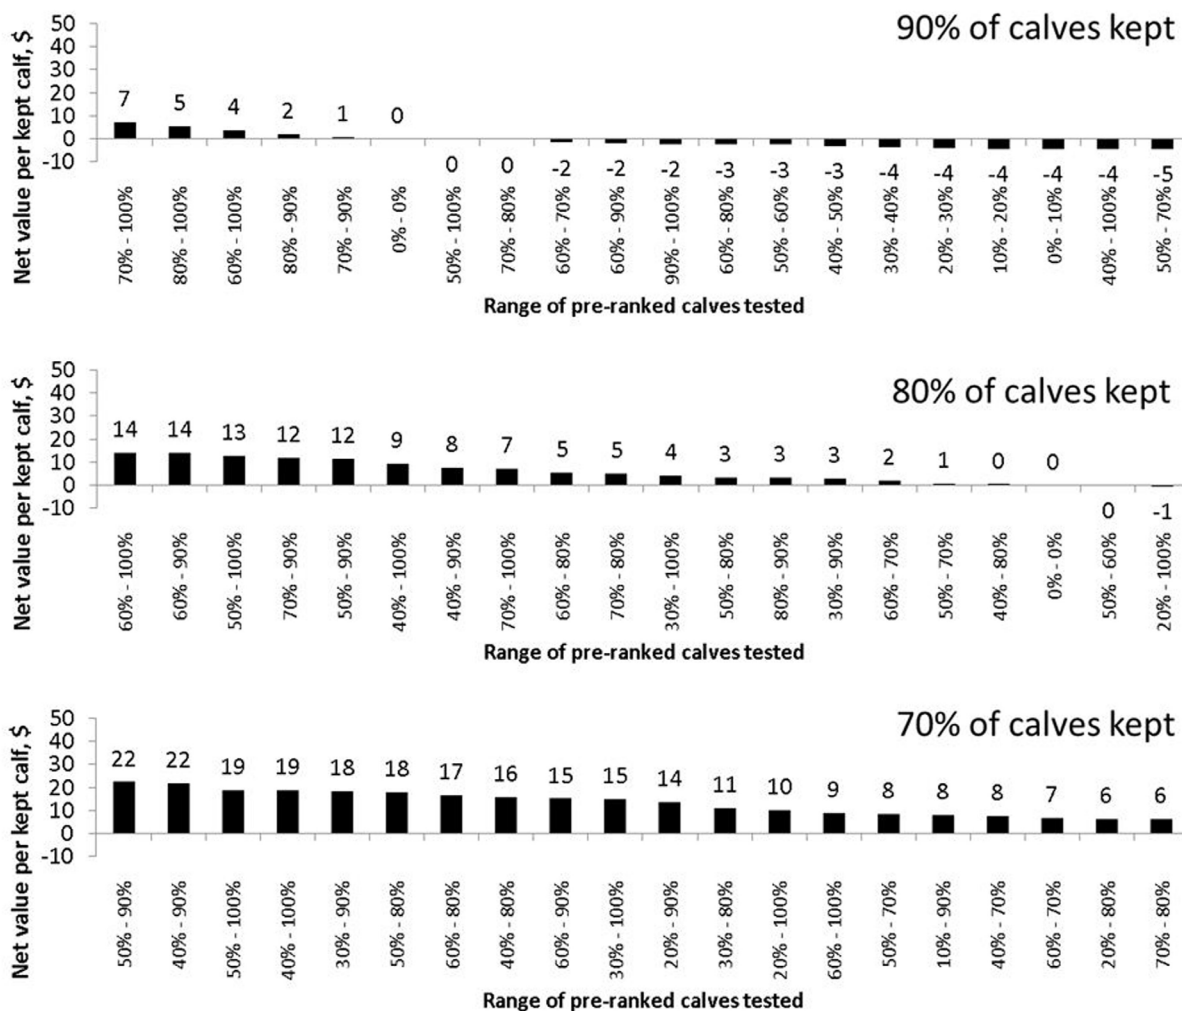 90% of calves kept
Net value per kept calf, $
50
40
30
20
10
0
-10
7 5 4 2 1 0 0 0 -2 -2 -2 -3 -3 -3 -4 -4 -4 -4 -4 -5
70% - 100%
80% - 100%
60% - 100%
80% - 90%
70% - 90%
0% - 0%
50% - 100%
70% - 80%
60% - 70%
60% - 90%
90% - 100%
60% - 80%
50% - 60%
40% - 50%
30% - 40%
20% - 30%
10% - 20%
0% - 10%
40% - 100%
50% - 70%
Range of pre-ranked calves tested
80% of calves kept
Net value per kept calf, $
50
40
30
20
10
0
-10
14 14 13 12 12 9 8 7 5 5 4 3 3 3 2 1 0 0 0 -1
60% - 100%
60% - 90%
50% - 100%
70% - 90%
50% - 90%
40% - 100%
40% - 90%
70% - 100%
60% - 80%
70% - 80%
30% - 100%
50% - 80%
80% - 90%
30% - 90%
60% - 70%
50% - 70%
40% - 80%
0% - 0%
50% - 60%
20% - 100%
Range of pre-ranked calves tested
70% of calves kept
Net value per kept calf, $
50
40
30
20
10
0
-10
22 22 19 19 18 18 17 16 15 15 14 11 10 9 8 8 8 7 6 6
50% - 90%
40% - 90%
50% - 100%
40% - 100%
30% - 90%
50% - 80%
60% - 80%
40% - 80%
60% - 90%
30% - 100%
20% - 90%
30% - 80%
20% - 100%
60% - 100%
50% - 70%
10% - 90%
40% - 70%
60% - 70%
20% - 80%
70% - 80%
Range of pre-ranked calves tested